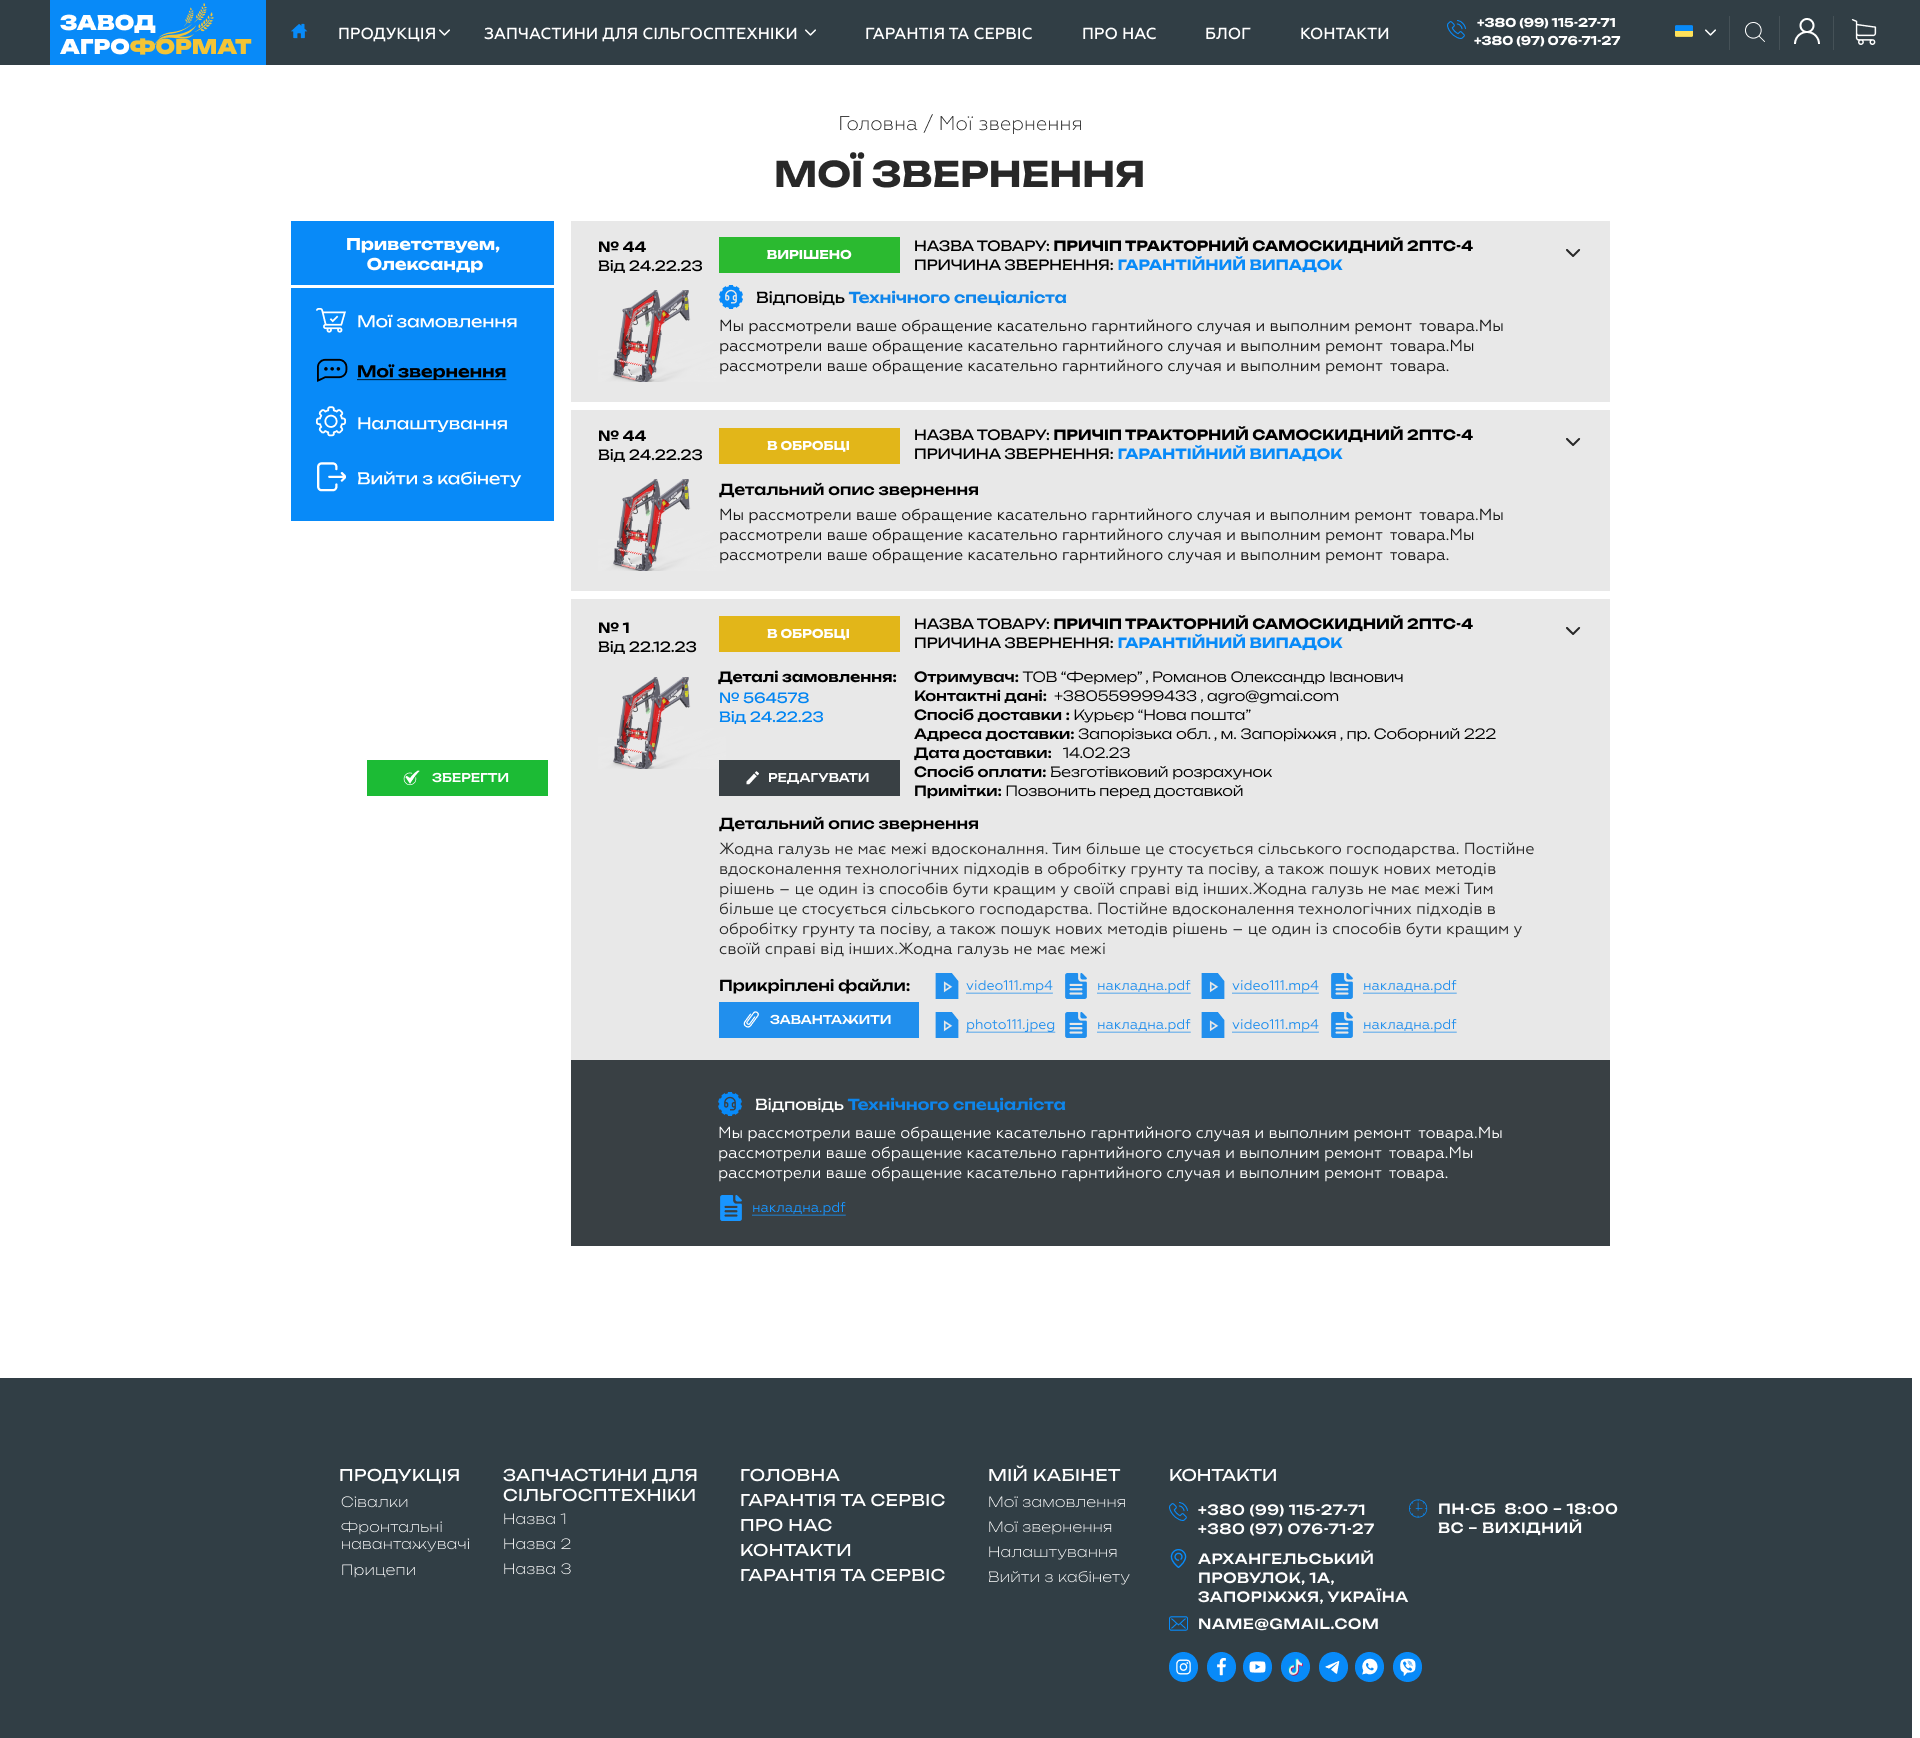 ЗАВОД
АГРОФОРМАТ
ПРОДУКЦІЯ
ЗАПЧАСТИНИ ДЛЯ СІЛЬГОСПТЕХНІКИ
ГАРАНТІЯ ТА СЕРВІС
ПРО НАС
БЛОГ
КОНТАКТИ
+380 (99) 115-27-71
+380 (97) 076-71-27
Головна / Мої звернення
МОЇ ЗВЕРНЕННЯ
Приветствуем,
Олександр
Мої замовлення
Мої звернення
Налаштування
Вийти з кабінету
№ 44
Від 24.22.23
ВИРІШЕНО
НАЗВА ТОВАРУ: ПРИЧІП ТРАКТОРНИЙ САМОСКИДНИЙ 2ПТС-4
ПРИЧИНА ЗВЕРНЕННЯ: ГАРАНТІЙНИЙ ВИПАДОК
Відповідь Технічного спеціаліста
Мы рассмотрели ваше обращение касательно гарнтийного случая и выполним ремонт товара.Мы
рассмотрели ваше обращение касательно гарнтийного случая и выполним ремонт товара.Мы
рассмотрели ваше обращение касательно гарнтийного случая и выполним ремонт товара.
№ 44
Від 24.22.23
В ОБРОБЦІ
НАЗВА ТОВАРУ: ПРИЧІП ТРАКТОРНИЙ САМОСКИДНИЙ 2ПТС-4
ПРИЧИНА ЗВЕРНЕННЯ: ГАРАНТІЙНИЙ ВИПАДОК
Детальний опис звернення
Мы рассмотрели ваше обращение касательно гарнтийного случая и выполним ремонт товара.Мы
рассмотрели ваше обращение касательно гарнтийного случая и выполним ремонт товара.Мы
рассмотрели ваше обращение касательно гарнтийного случая и выполним ремонт товара.
№ 1
Від 22.12.23
В ОБРОБЦІ
НАЗВА ТОВАРУ: ПРИЧІП ТРАКТОРНИЙ САМОСКИДНИЙ 2ПТС-4
ПРИЧИНА ЗВЕРНЕННЯ: ГАРАНТІЙНИЙ ВИПАДОК
Деталі замовлення:
№ 564578
Від 24.22.23
Отримувач: ТОВ “Фермер” , Романов Олександр Іванович
Контактні дані: +380559999433 , agro@gmai.com
Спосіб доставки : Курьєр “Нова пошта”
Адреса доставки: Запорізька обл. , м. Запоріжжя , пр. Соборний 222
Дата доставки: 14.02.23
Спосіб оплати: Безготівковий розрахунок
Примітки: Позвонить перед доставкой
ЗБЕРЕГТИ
РЕДАГУВАТИ
Детальний опис звернення
Жодна галузь не має межі вдосконалння. Тим більше це стосується сільського господарства. Постійне
вдосконалення технологічних підходів в обробітку грунту та посіву, а також пошук нових методів
рішень – це один із способів бути кращим у своїй справі від інших.Жодна галузь не має межі Тим
більше це стосується сільського господарства. Постійне вдосконалення технологічних підходів в
обробітку грунту та посіву, а також пошук нових методів рішень – це один із способів бути кращим у
своїй справі від інших.Жодна галузь не має межі
Прикріплені файли:
video111.mp4
накладна.pdf
video111.mp4
накладна.pdf
ЗАВАНТАЖИТИ
photo111.jpeg
накладна.pdf
video111.mp4
накладна.pdf
Відповідь Технічного спеціаліста
Мы рассмотрели ваше обращение касательно гарнтийного случая и выполним ремонт товара.Мы
рассмотрели ваше обращение касательно гарнтийного случая и выполним ремонт товара.Мы
рассмотрели ваше обращение касательно гарнтийного случая и выполним ремонт товара.
накладна.pdf
ПРОДУКЦІЯ
Сівалки
Фронтальні
навантажувачі
Прицепи
ЗАПЧАСТИНИ ДЛЯ
СІЛЬГОСПТЕХНІКИ
Назва 1
Назва 2
Назва 3
ГОЛОВНА
ГАРАНТІЯ ТА СЕРВІС
ПРО НАС
КОНТАКТИ
ГАРАНТІЯ ТА СЕРВІС
МІЙ КАБІНЕТ
Мої замовлення
Мої звернення
Налаштування
Вийти з кабінету
КОНТАКТИ
+380 (99) 115-27-71
+380 (97) 076-71-27
АРХАНГЕЛЬСЬКИЙ
ПРОВУЛОК, 1А,
ЗАПОРІЖЖЯ, УКРАЇНА
NAME@GMAIL.COM
ПН-СБ 8:00 – 18:00
ВС – ВИХІДНИЙ